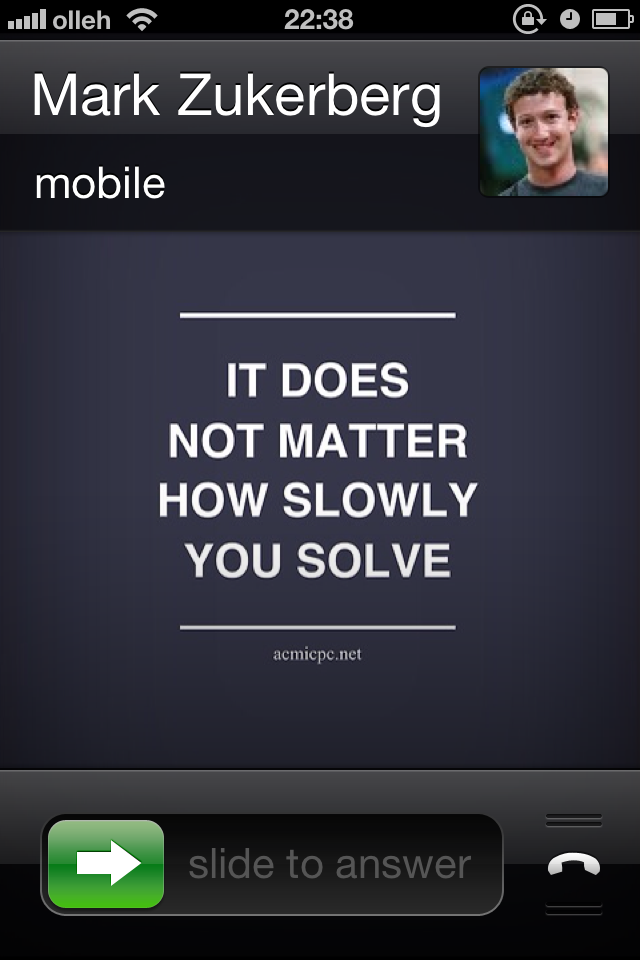 olleh 22:38
Mark Zukerberg
mobile
IT DOES
NOT MATTER
HOW SLOWLY
YOU SOLVE
acmicpc.net
slide to answer